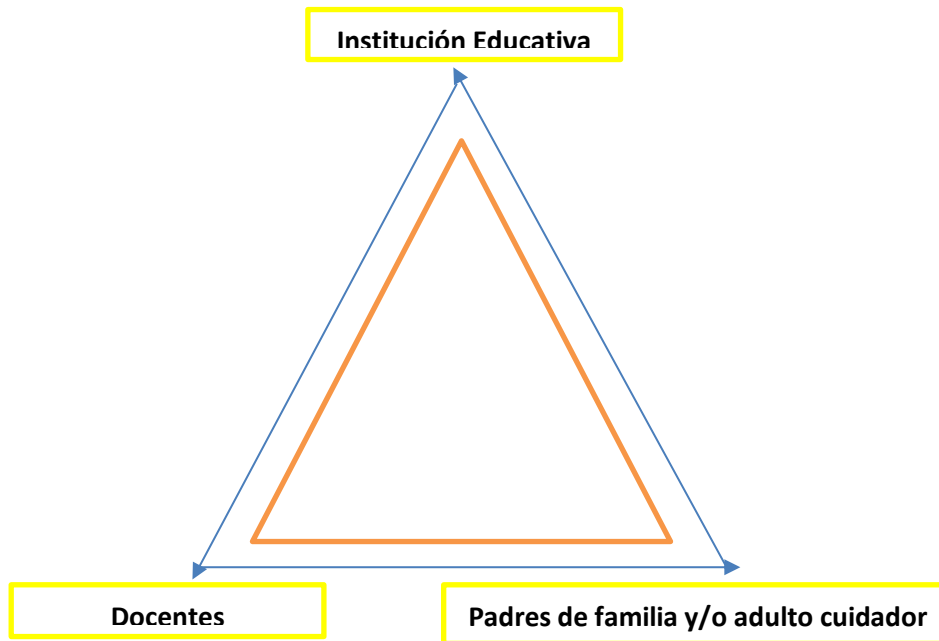 Institución Educativa
Docentes
Padres de familia y/o adulto cuidador